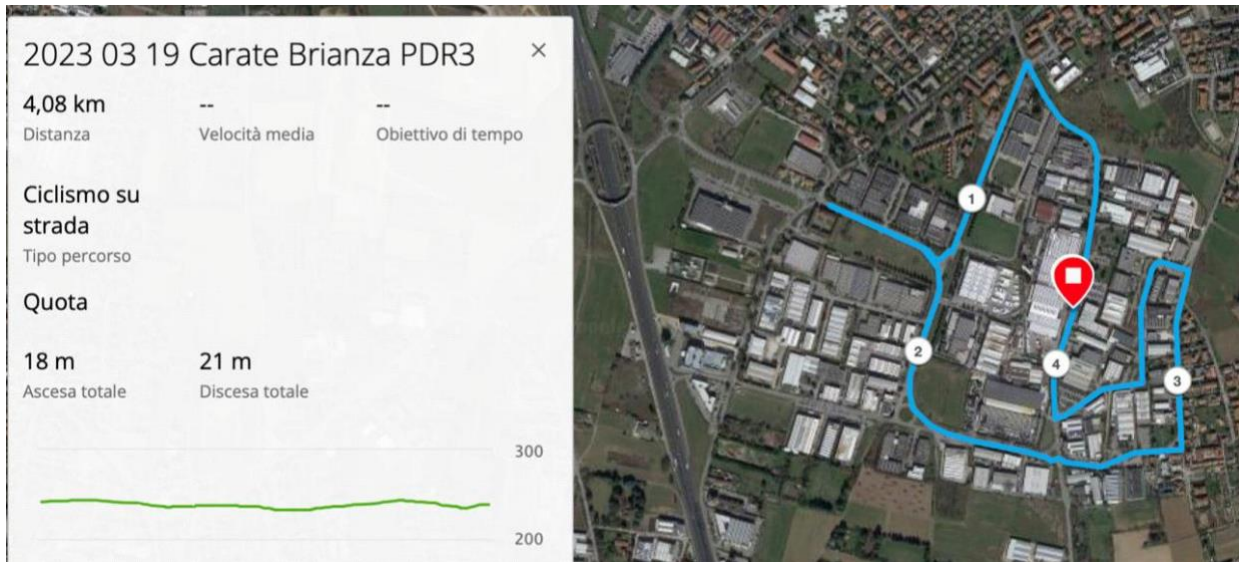 2023 03 19 Carate Brianza PDR3 ×
4,08 km -- --
Distanza Velocità media Obiettivo di tempo
Ciclismo su
strada
Tipo percorso
Quota
18 m 21 m
Ascesa totale Discesa totale
300
200
1
2
4
3